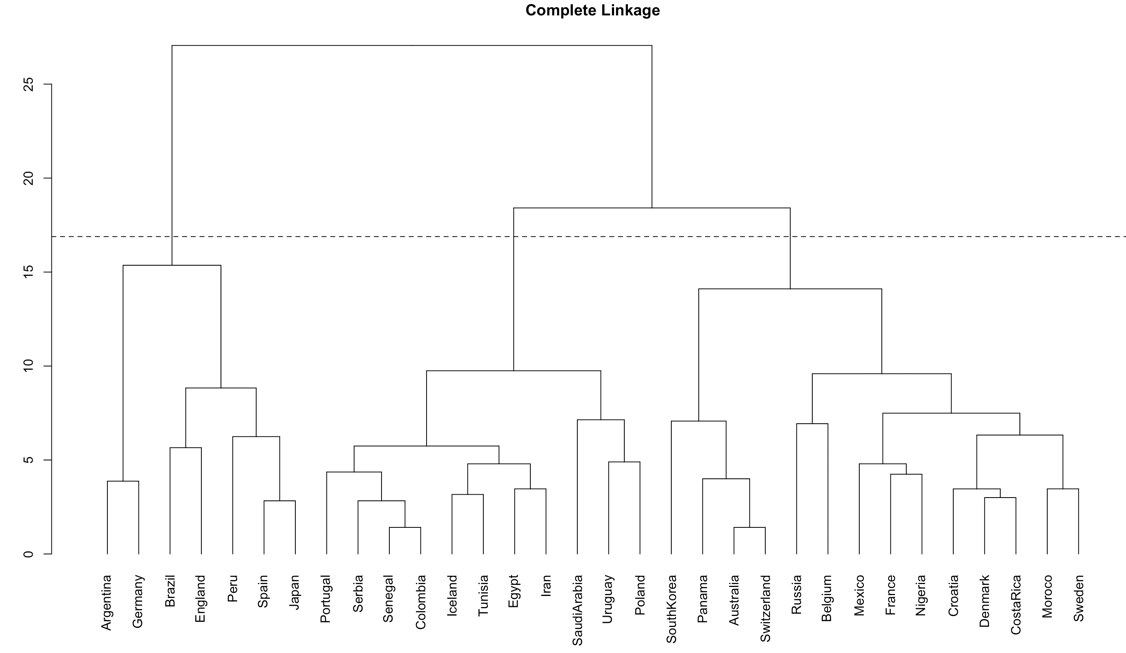 Complete Linkage
25
20
15
10
5
0
Argentina
Germany
Brazil
England
Peru
Spain
Japan
Portugal
Serbia
Senegal
Colombia
Iceland
Tunisia
Egypt
Iran
SaudiArabia
Uruguay
Poland
SouthKorea
Panama
Australia
Switzerland
Russia
Belgium
Mexico
France
Nigeria
Croatia
Denmark
CostaRica
Moroco
Sweden